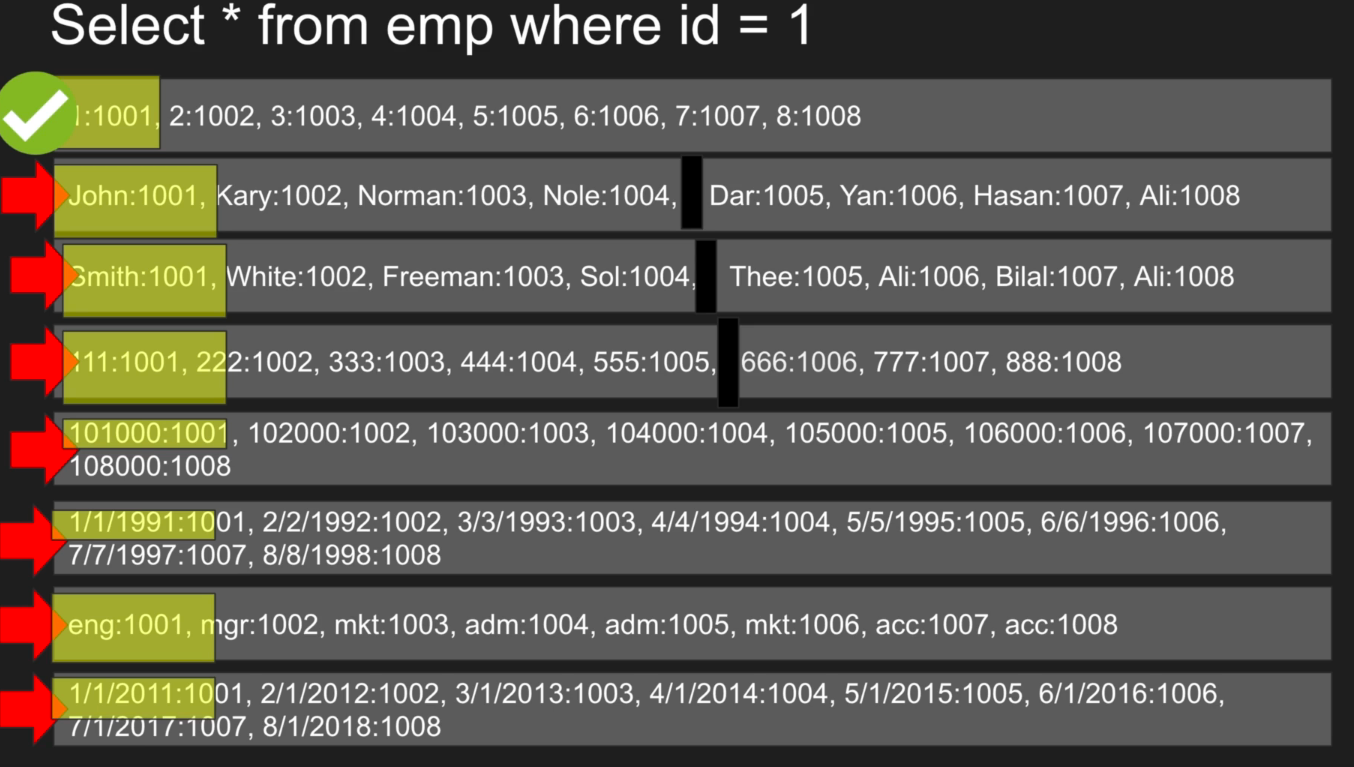 Select * from emp where id = 1
1:1001, 2:1002, 3:1003, 4:1004, 5:1005, 6:1006, 7:1007, 8:1008
John:1001, Kary:1002, Norman:1003, Nole:1004, Dar:1005, Yan:1006, Hasan:1007, Ali:1008
Smith:1001, White:1002, Freeman:1003, Sol:1004, Thee:1005, Ali:1006, Bilal:1007, Ali:1008
111:1001, 222:1002, 333:1003, 444:1004, 555:1005, 666:1006, 777:1007, 888:1008
101000:1001, 102000:1002, 103000:1003, 104000:1004, 105000:1005, 106000:1006, 107000:1007,
108000:1008
1/1/1991:1001, 2/2/1992:1002, 3/3/1993:1003, 4/4/1994:1004, 5/5/1995:1005, 6/6/1996:1006,
7/7/1997:1007, 8/8/1998:1008
eng:1001, mgr:1002, mkt:1003, adm:1004, adm:1005, mkt:1006, acc:1007, acc:1008
1/1/2011:1001, 2/1/2012:1002, 3/1/2013:1003, 4/1/2014:1004, 5/1/2015:1005, 6/1/2016:1006,
7/1/2017:1007, 8/1/2018:1008